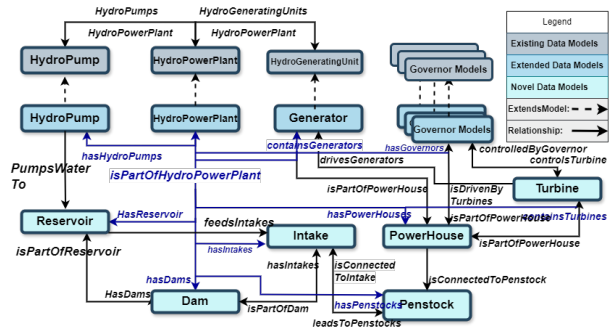 HydroPumps
HydroGeneratingUnits
Legend
HydroPowerPlant
HydroPowerPlant
Existing Data Models
HydroPump
HydroPowerPlant
HydroGeneratingUnit
Governor Models
Extended Data Models
Novel Data Models
ExtendsModel:
Relationship:
HydroPump
HydroPowerPlant
Generator
Governor Models
hasHydroPumps
containsGenerators
hasGovernors
controlledByGovernor
drivesGenerators
controlsTurbine
PumpsWater
To
isPartOfHydroPowerPlant
isPartOfPowerHouse
isDrivenBy
Turbines
Turbine
Reservoir
HasReservoir
feedsIntakes
hasPowerHouses
isPartOfPowerHouse
containsTurbines
Intake
PowerHouse
isPartOfReservoir
hasIntakes
isPartOfPowerHouse
hasIntakes
isConnected
ToIntake
isConnectedToPenstock
hasDams
HasDams
Dam
isPartOfDam
hasPenstocks
Penstock
leadsToPenstocks